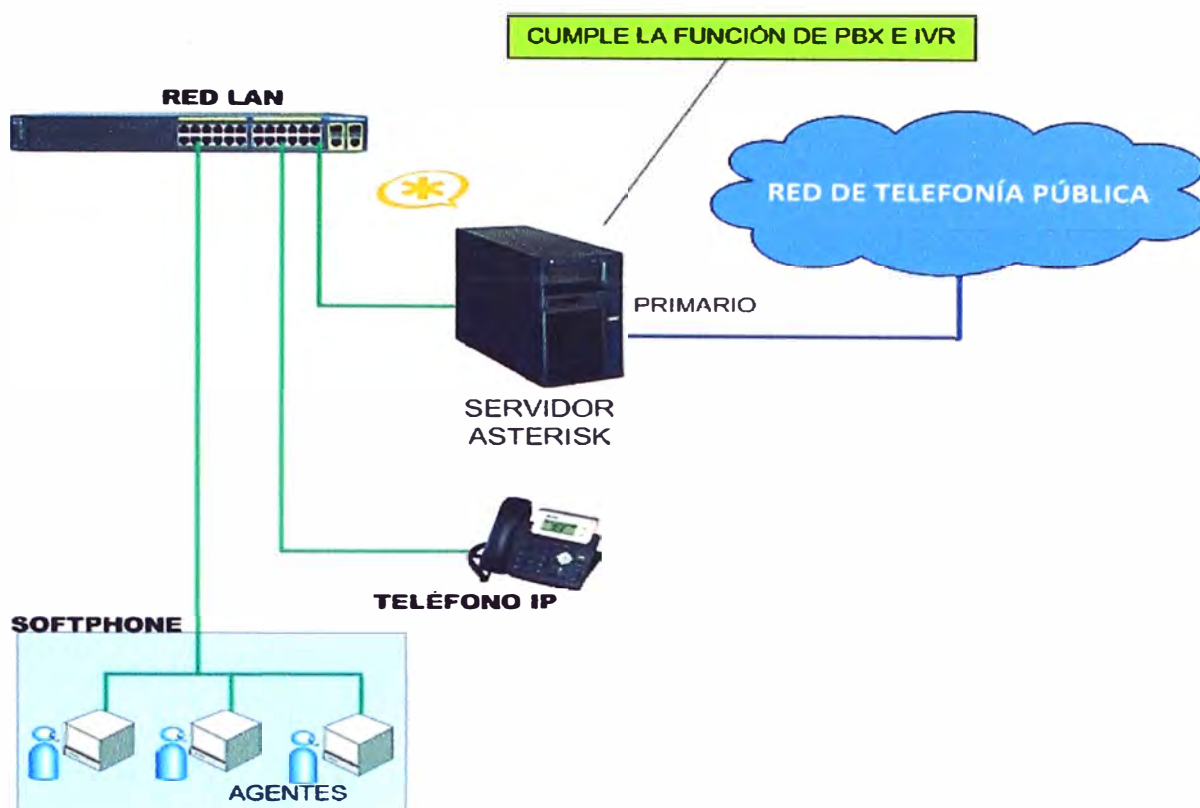 CUMPLE LA FUNCIÓN DE PBX E IVR
RED LAN
RED DE TELEFONÍA PÚBLICA
PRIMARIO
SERVIDOR
ASTERISK
TELÉFONO IP
SOFTPHONE
AGENTES